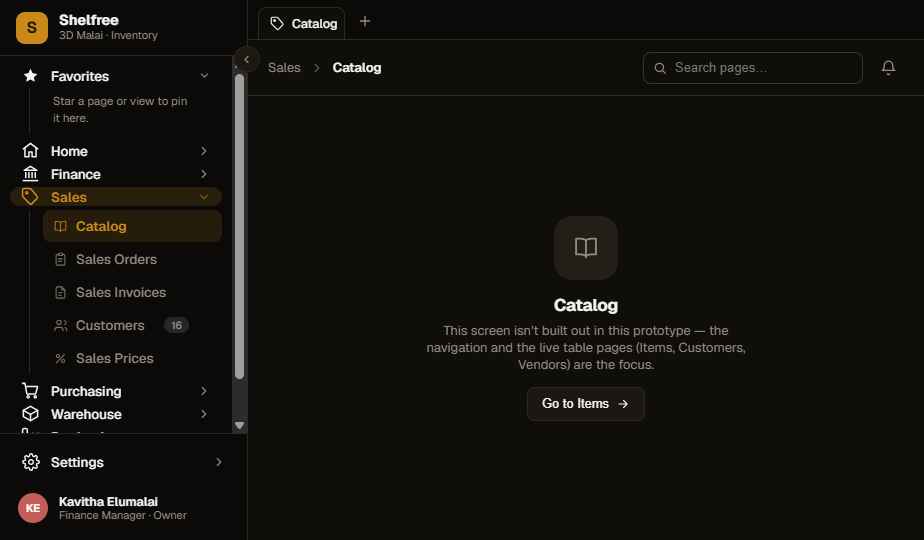 S
Shelfree
3D Malai · Inventory
Catalog
Sales
Catalog
Search pages...
Favorites
Star a page or view to pin
it here.
Home
Finance
Sales
Catalog
Sales Orders
Sales Invoices
Customers 16
Sales Prices
Purchasing
Warehouse
Settings
KE
Kavitha Elumalai
Finance Manager · Owner
Catalog
This screen isn't built out in this prototype — the
navigation and the live table pages (Items, Customers,
Vendors) are the focus.
Go to Items →